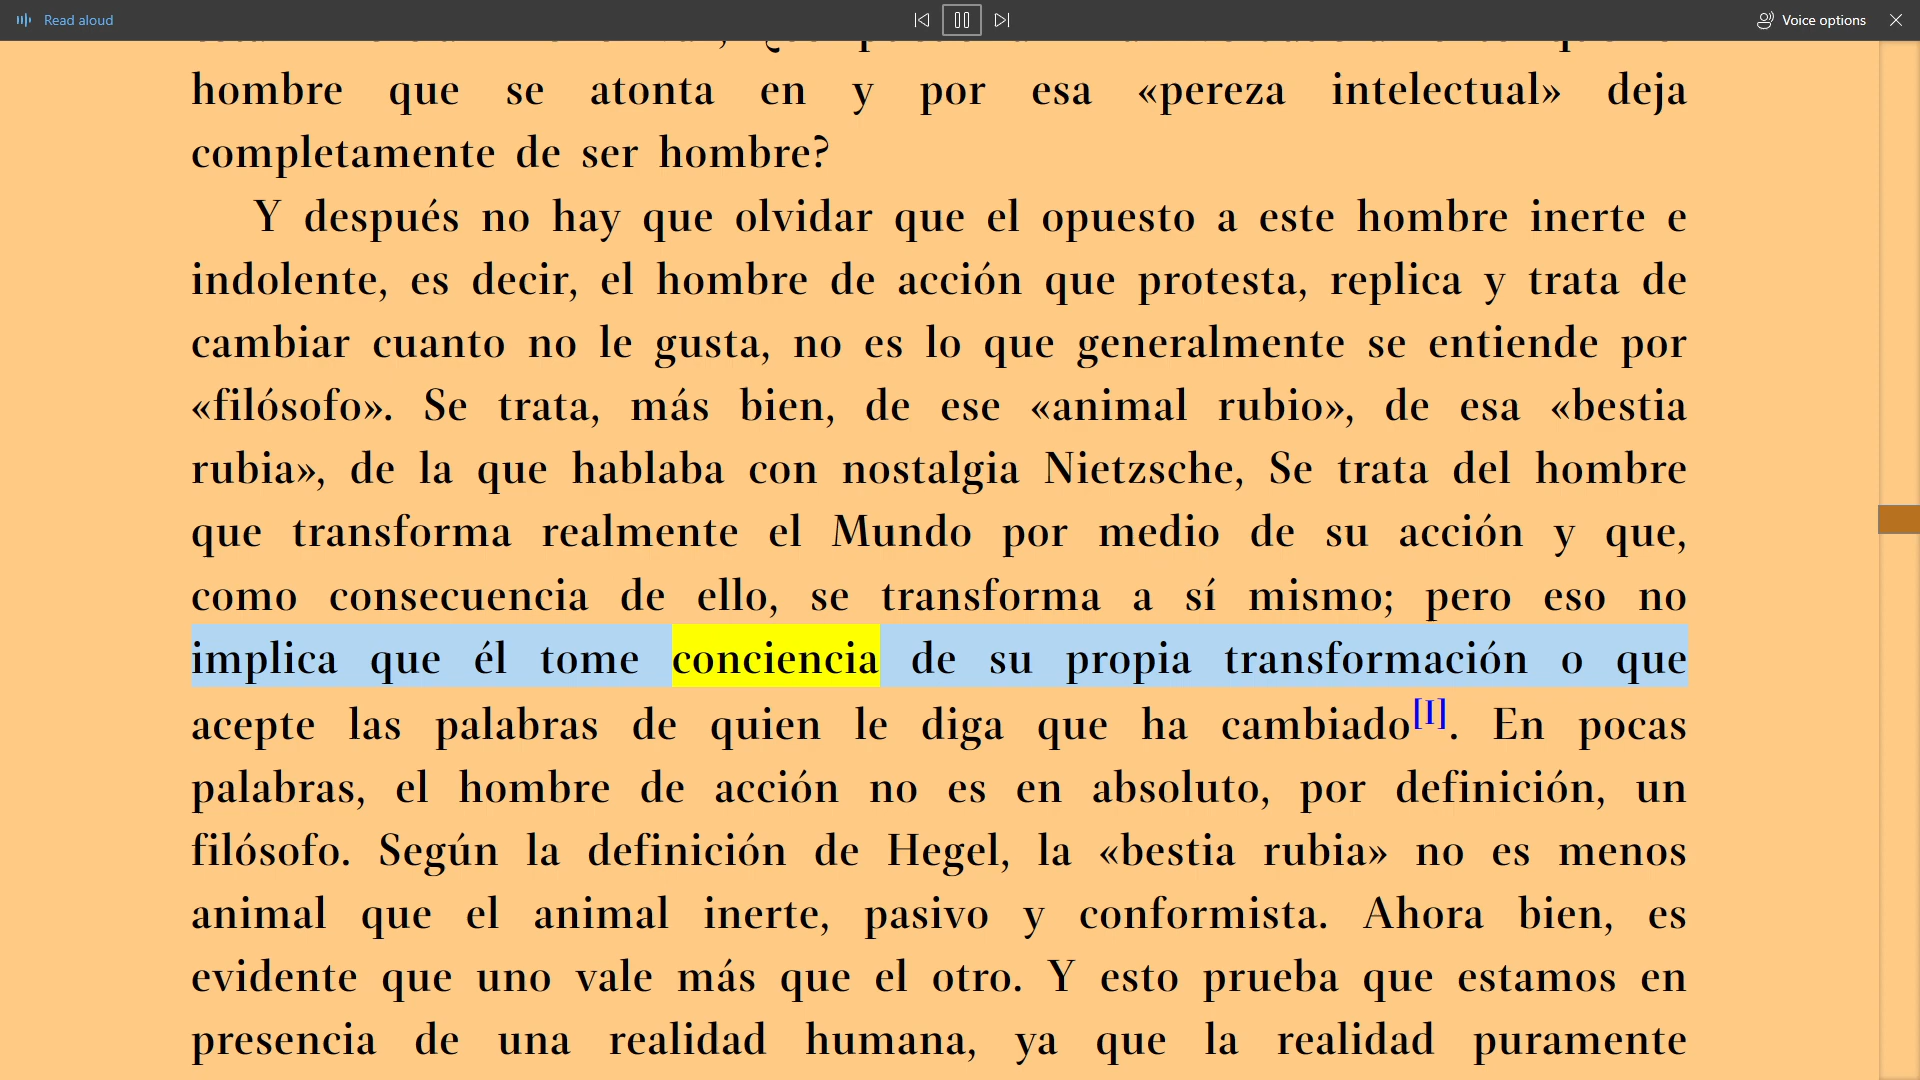 Read aloud
Voice options
hombre que se atonta en y por esa «pereza intelectual» deja
completamente de ser hombre?
Y después no hay que olvidar que el opuesto a este hombre inerte e
indolente, es decir, el hombre de acción que protesta, replica y trata de
cambiar cuanto no le gusta, no es lo que generalmente se entiende por
«filósofo». Se trata, más bien, de ese «animal rubio», de esa «bestia
rubia», de la que hablaba con nostalgia Nietzsche, Se trata del hombre
que transforma realmente el Mundo por medio de su acción y que,
como consecuencia de ello, se transforma a sí mismo; pero eso no
implica que él tome conciencia de su propia transformación o que
acepte las palabras de quien le diga que ha cambiado[I]. En pocas
palabras, el hombre de acción no es en absoluto, por definición, un
filósofo. Según la definición de Hegel, la «bestia rubia» no es menos
animal que el animal inerte, pasivo y conformista. Ahora bien, es
evidente que uno vale más que el otro. Y esto prueba que estamos en
presencia de una realidad humana, ya que la realidad puramente